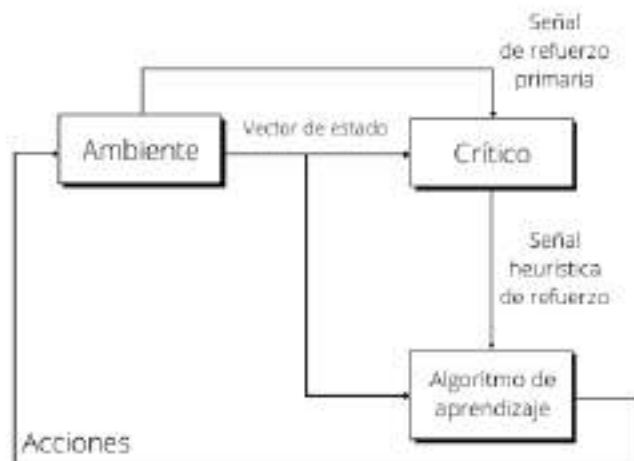 Señal
de refuerzo
primaria
Ambiente
Vector de estado
Crítico
Señal
heurística
de refuerzo
Algoritmo de
aprendizaje
Acciones